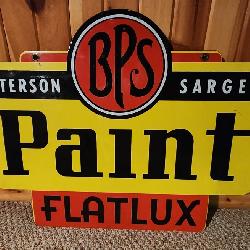 BPS
TERSON SARGE
Paint
FLATLUX